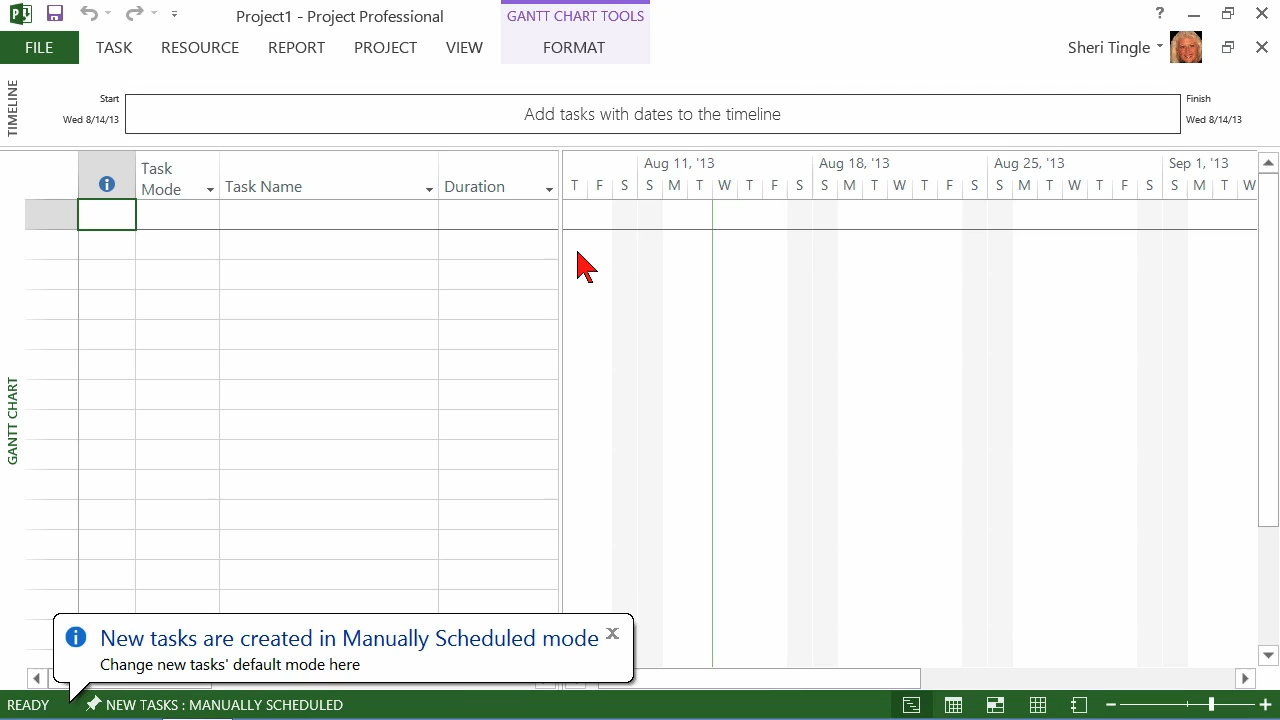 Project1 - Project Professional
GANTT CHART TOOLS
?
FILE TASK RESOURCE REPORT PROJECT VIEW FORMAT
Sheri Tingle
TIMELINE
Start
Wed 8/14/13
Add tasks with dates to the timeline
Finish
Wed 8/14/13
Task Mode
Task Name
Duration
Aug 11, '13 Aug 18, '13 Aug 25, '13 Sep 1, '13
T F S S M T W T F S S M T W T F S S M T W T F S S M T W
GANTT CHART
New tasks are created in Manually Scheduled mode
Change new tasks' default mode here
READY
NEW TASKS : MANUALLY SCHEDULED